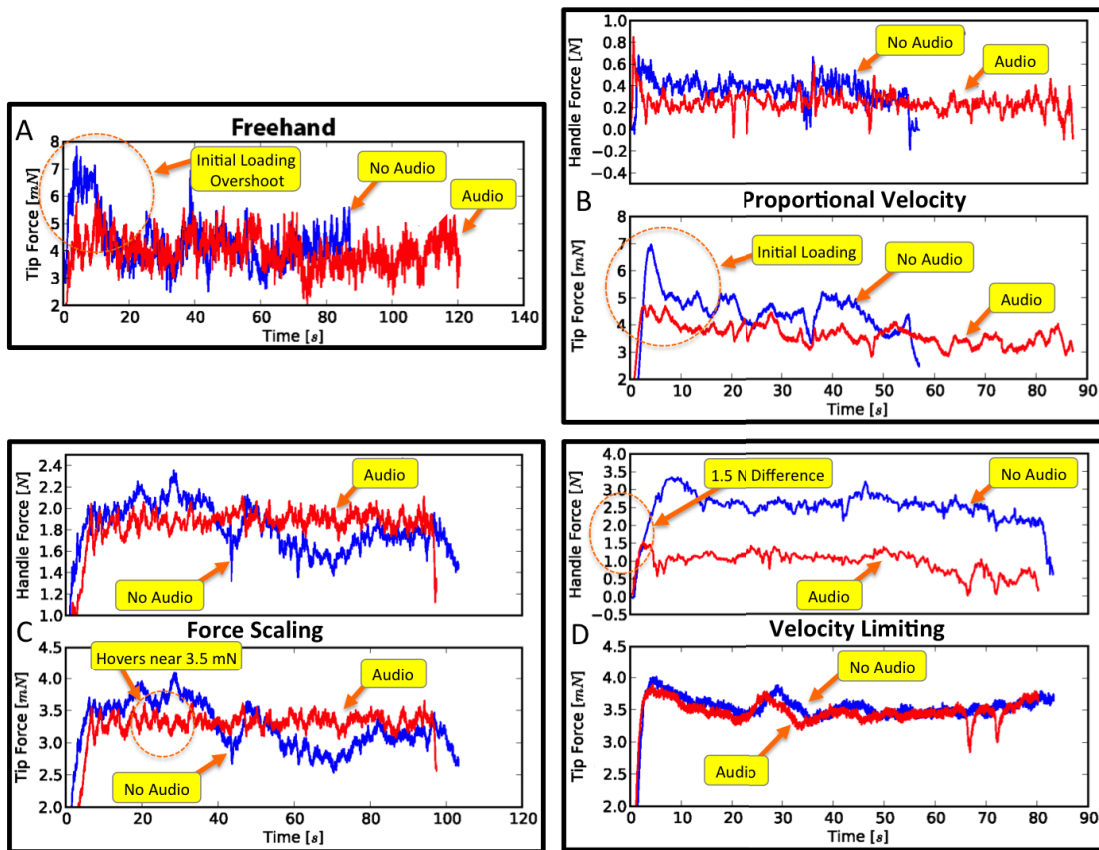 A
Freehand
8
7
6
5
4
3
2
Tip Force [mN]
Initial Loading
Overshoot
No Audio
Audio
0 20 40 60 80 100 120 140
Time [s]
1.0
0.8
0.6
0.4
0.2
0.0
−0.2
−0.4
Handle Force [N]
No Audio
Audio
B
Proportional Velocity
8
7
6
5
4
3
2
Tip Force [mN]
Initial Loading
No Audio
Audio
0 10 20 30 40 50 60 70 80 90
Time [s]
2.4
2.2
2.0
1.8
1.6
1.4
1.2
1.0
Handle Force [N]
Audio
No Audio
C
Force Scaling
4.5
4.0
3.5
3.0
2.5
2.0
Tip Force [mN]
Hovers near 3.5 mN
Audio
No Audio
0 20 40 60 80 100 120
Time [s]
4.0
3.5
3.0
2.5
2.0
1.5
1.0
0.5
0.0
−0.5
Handle Force [N]
1.5 N Difference
No Audio
Audio
D
Velocity Limiting
4.5
4.0
3.5
3.0
2.5
2.0
Tip Force [mN]
No Audio
Audio
0 10 20 30 40 50 60 70 80 90
Time [s]